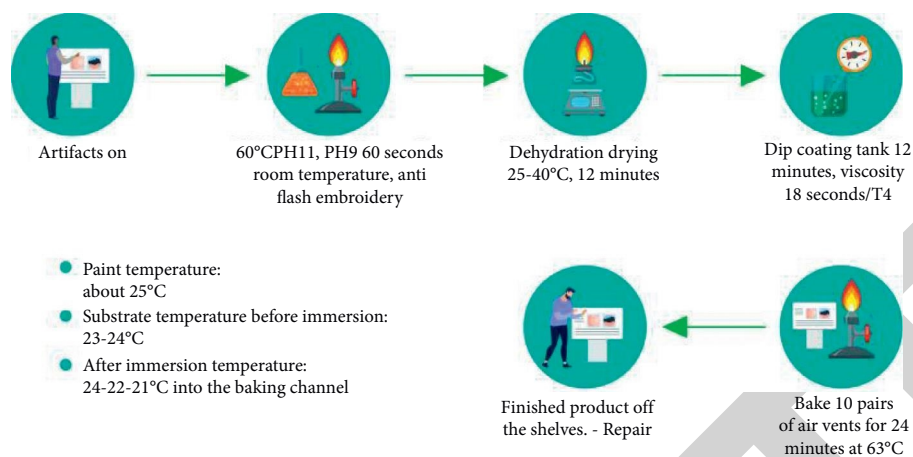 Artifacts on
60°CPH11, PH9 60 seconds
room temperature, anti
flash embroidery
Dehydration drying
25-40°C, 12 minutes
Dip coating tank 12
minutes, viscosity
18 seconds/T4
Paint temperature:
about 25°C
Substrate temperature before immersion:
23-24°C
After immersion temperature:
24-22-21°C into the baking channel
Finished product off
the shelves. - Repair
Bake 10 pairs
of air vents for 24
minutes at 63°C